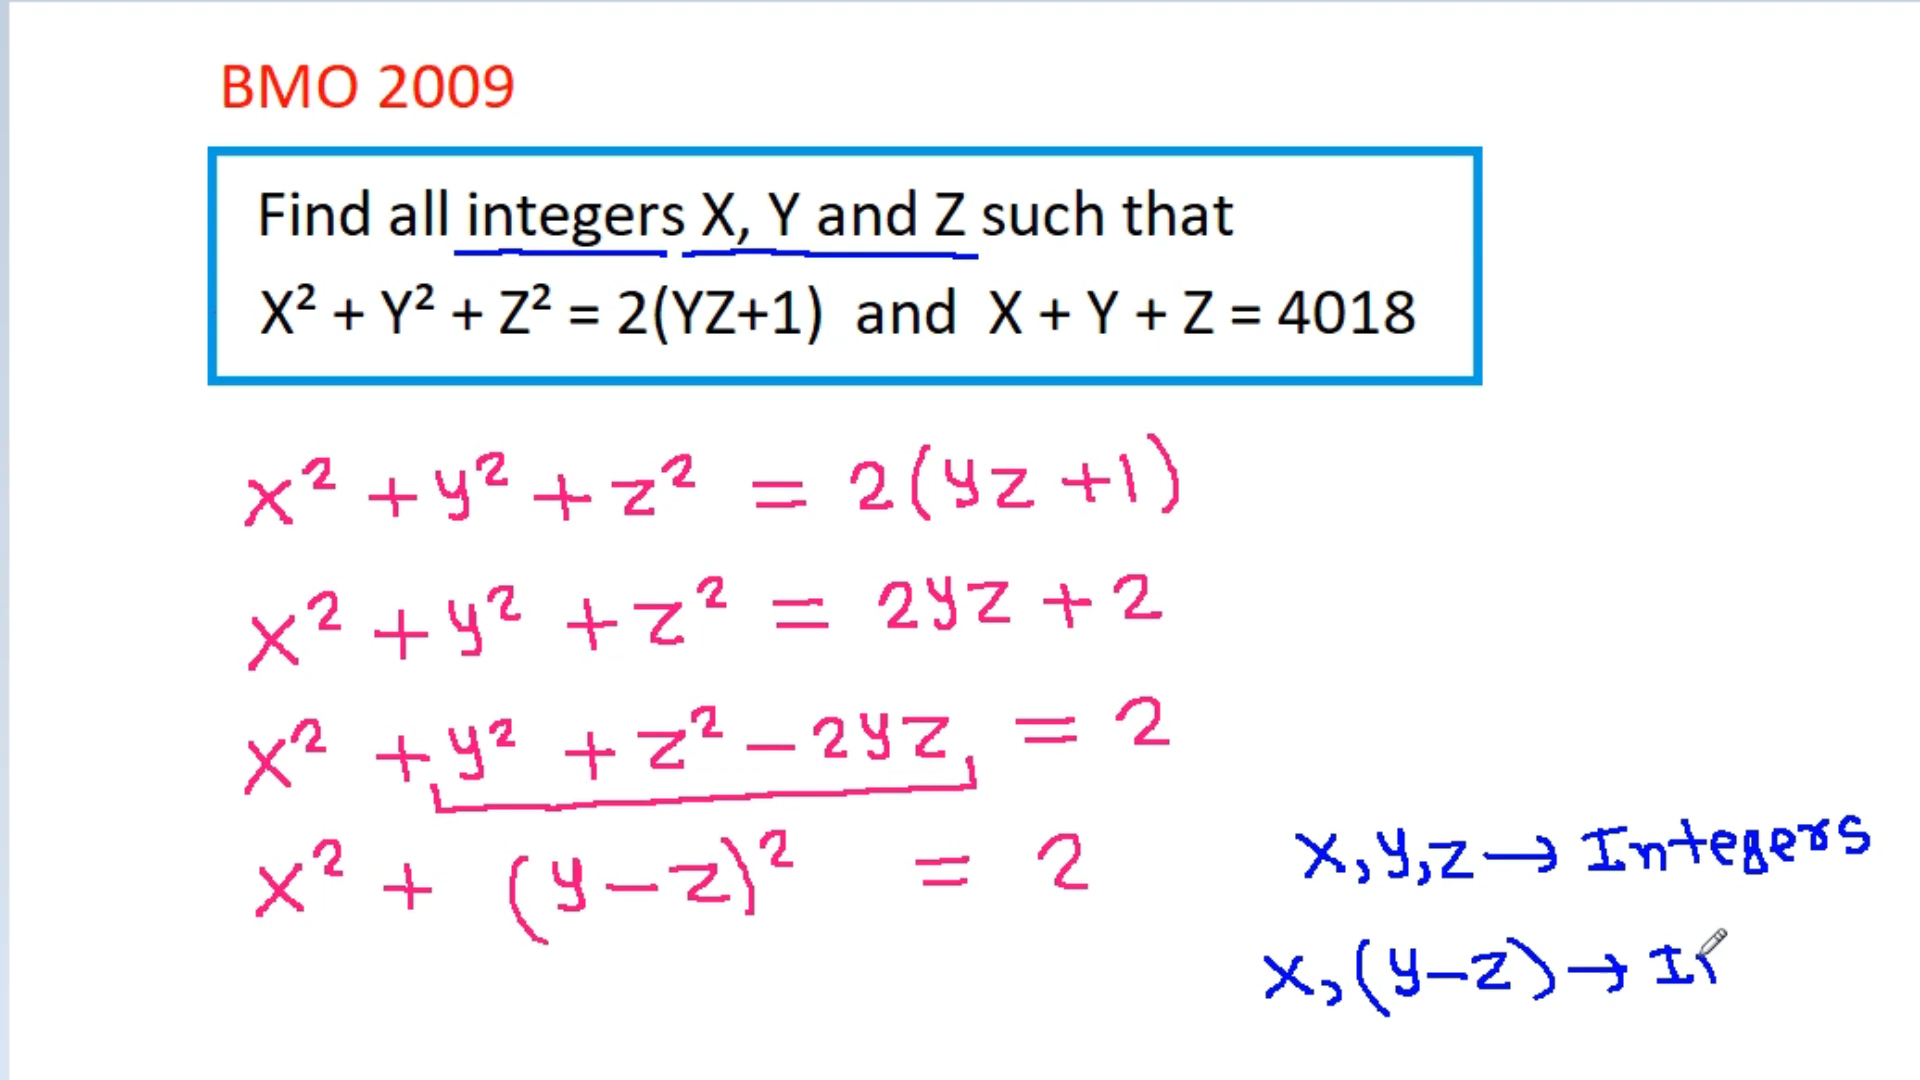 BMO 2009
Find all integers X, Y and Z such that
X² + Y² + Z² = 2(YZ+1) and X + Y + Z = 4018
x² + y² + z² = 2(yz +1)
x² + y² + z² = 2yz + 2
x² + y² + z² - 2yz = 2
x² + (y-z)² = 2
x, y, z → Integers
x, (y-z) → I